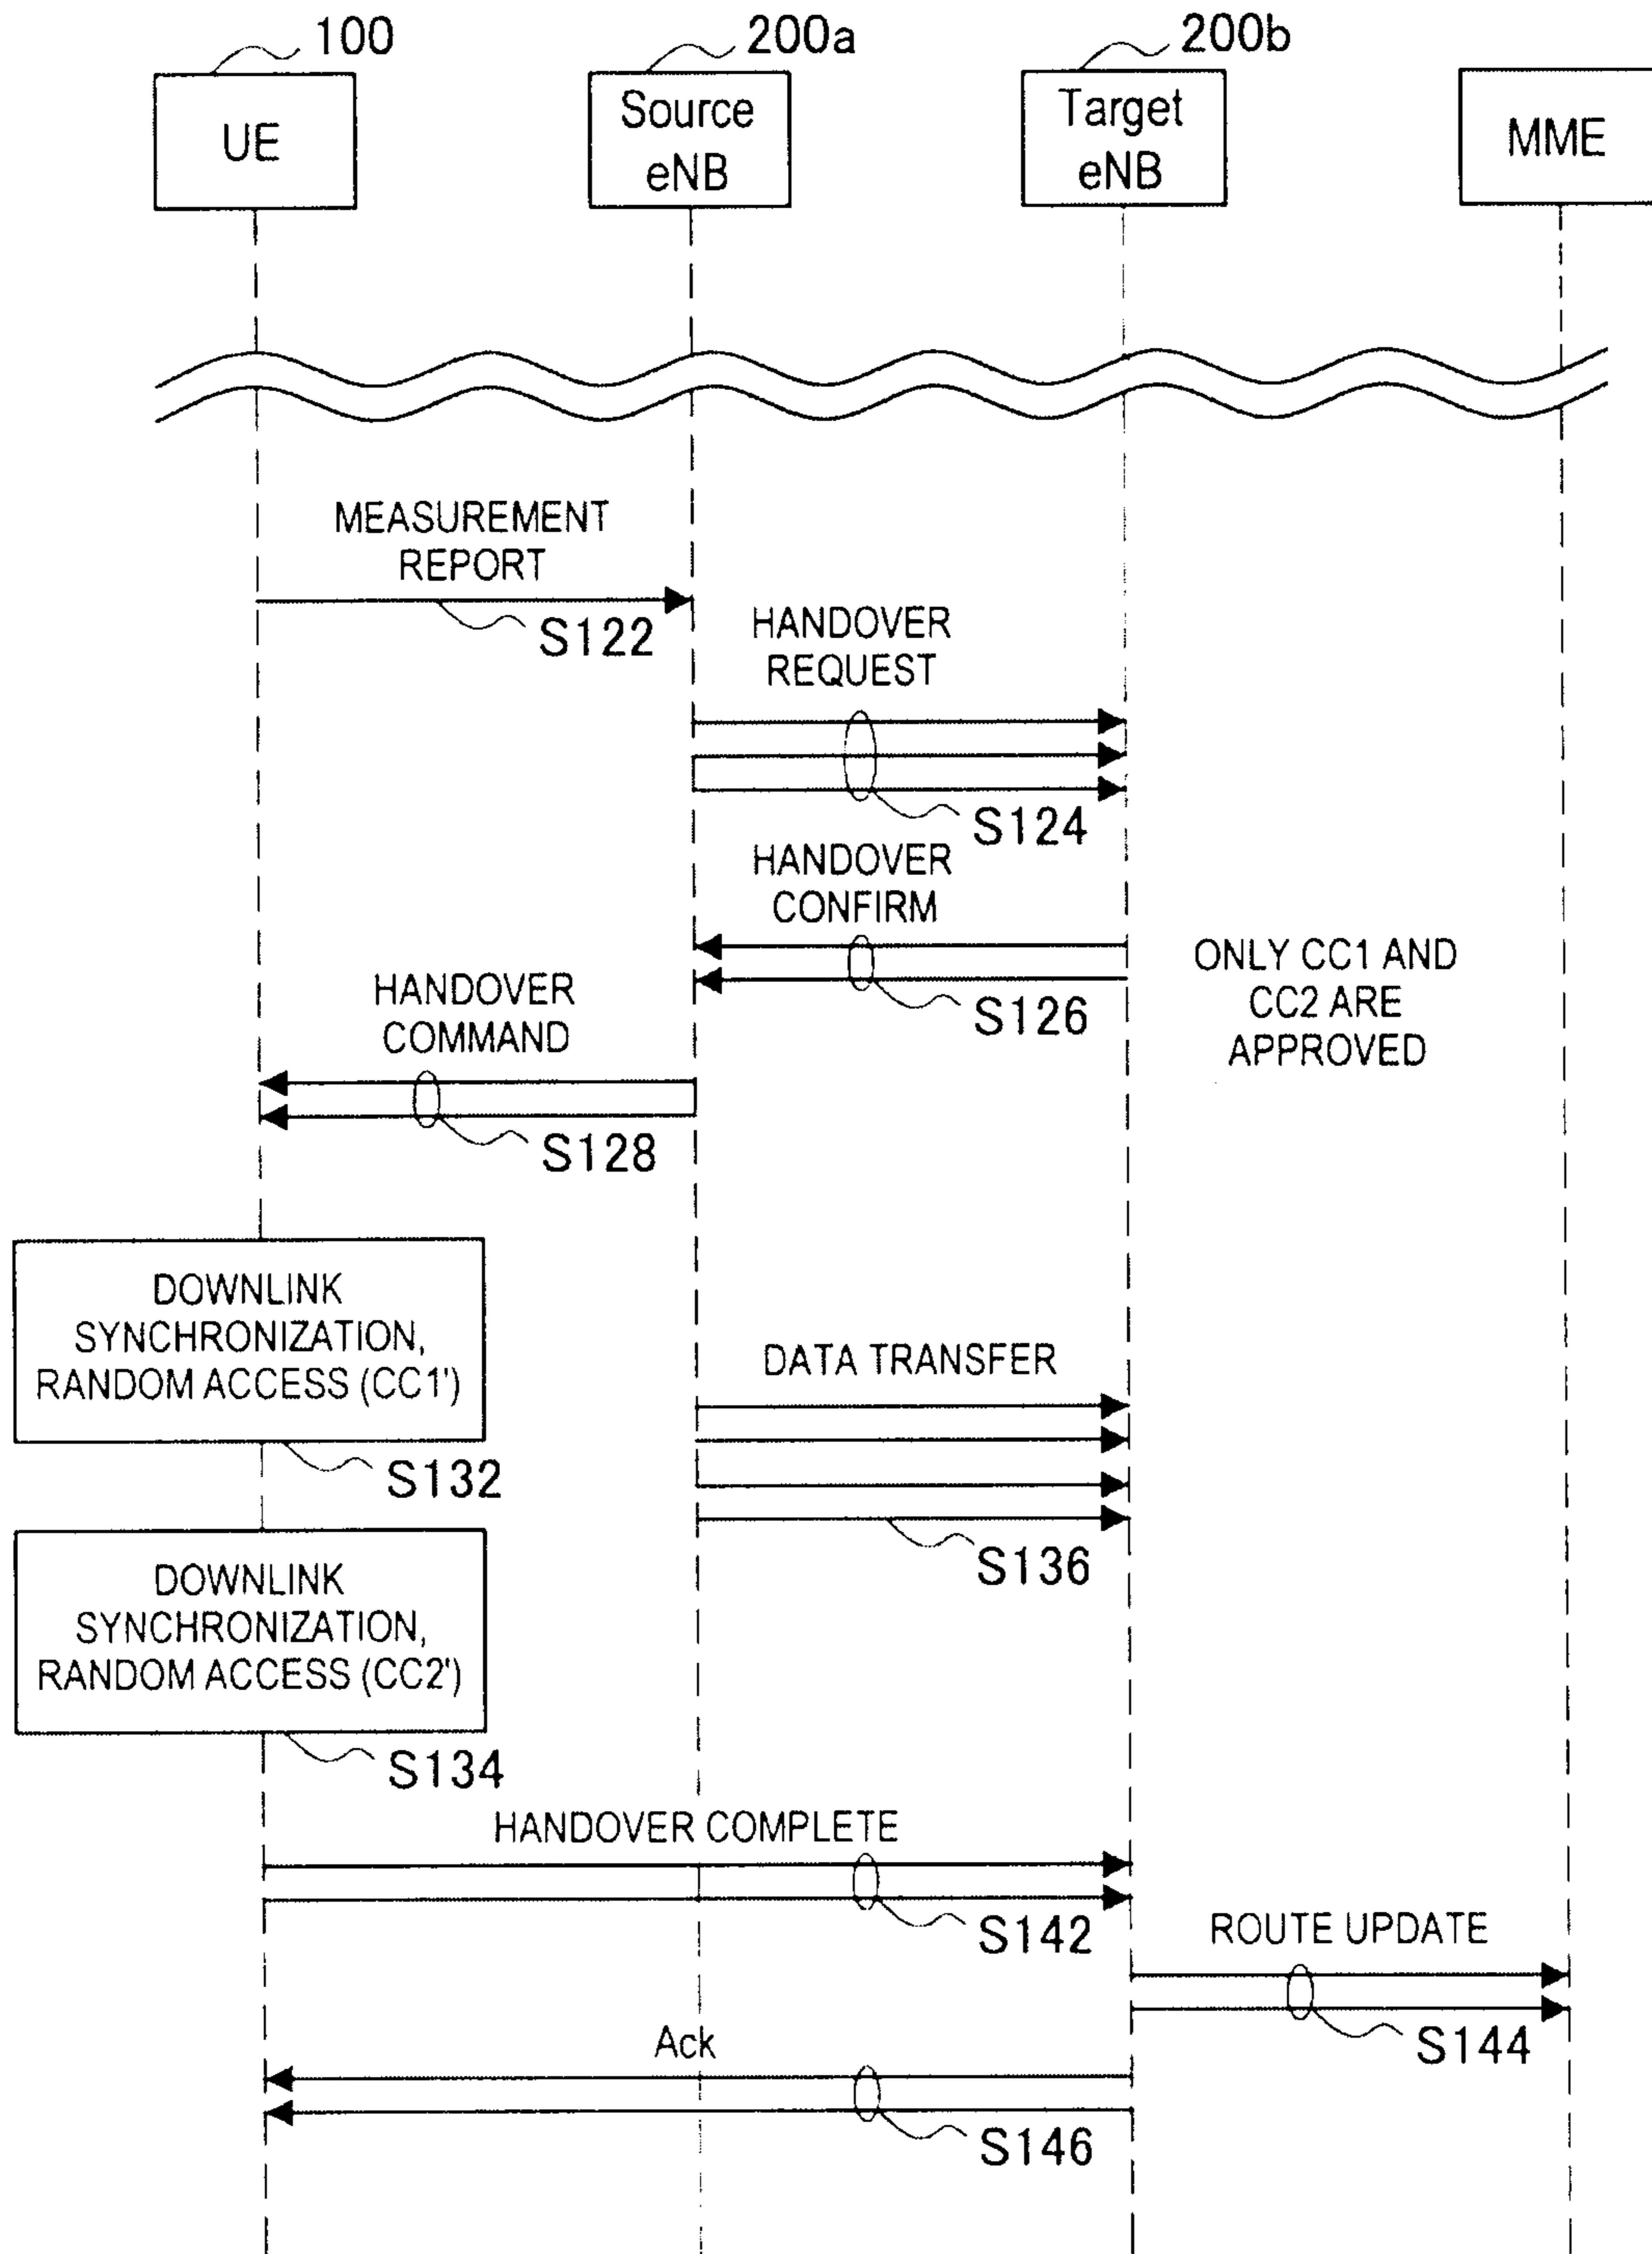 100
200a
200b
UE
Source
eNB
Target
eNB
MME
MEASUREMENT
REPORT
S122
HANDOVER
REQUEST
S124
HANDOVER
CONFIRM
S126
ONLY CC1 AND
CC2 ARE
APPROVED
HANDOVER
COMMAND
S128
DOWNLINK
SYNCHRONIZATION,
RANDOM ACCESS (CC1')
S132
DATA TRANSFER
S136
DOWNLINK
SYNCHRONIZATION,
RANDOM ACCESS (CC2')
S134
HANDOVER COMPLETE
S142
ROUTE UPDATE
S144
Ack
S146